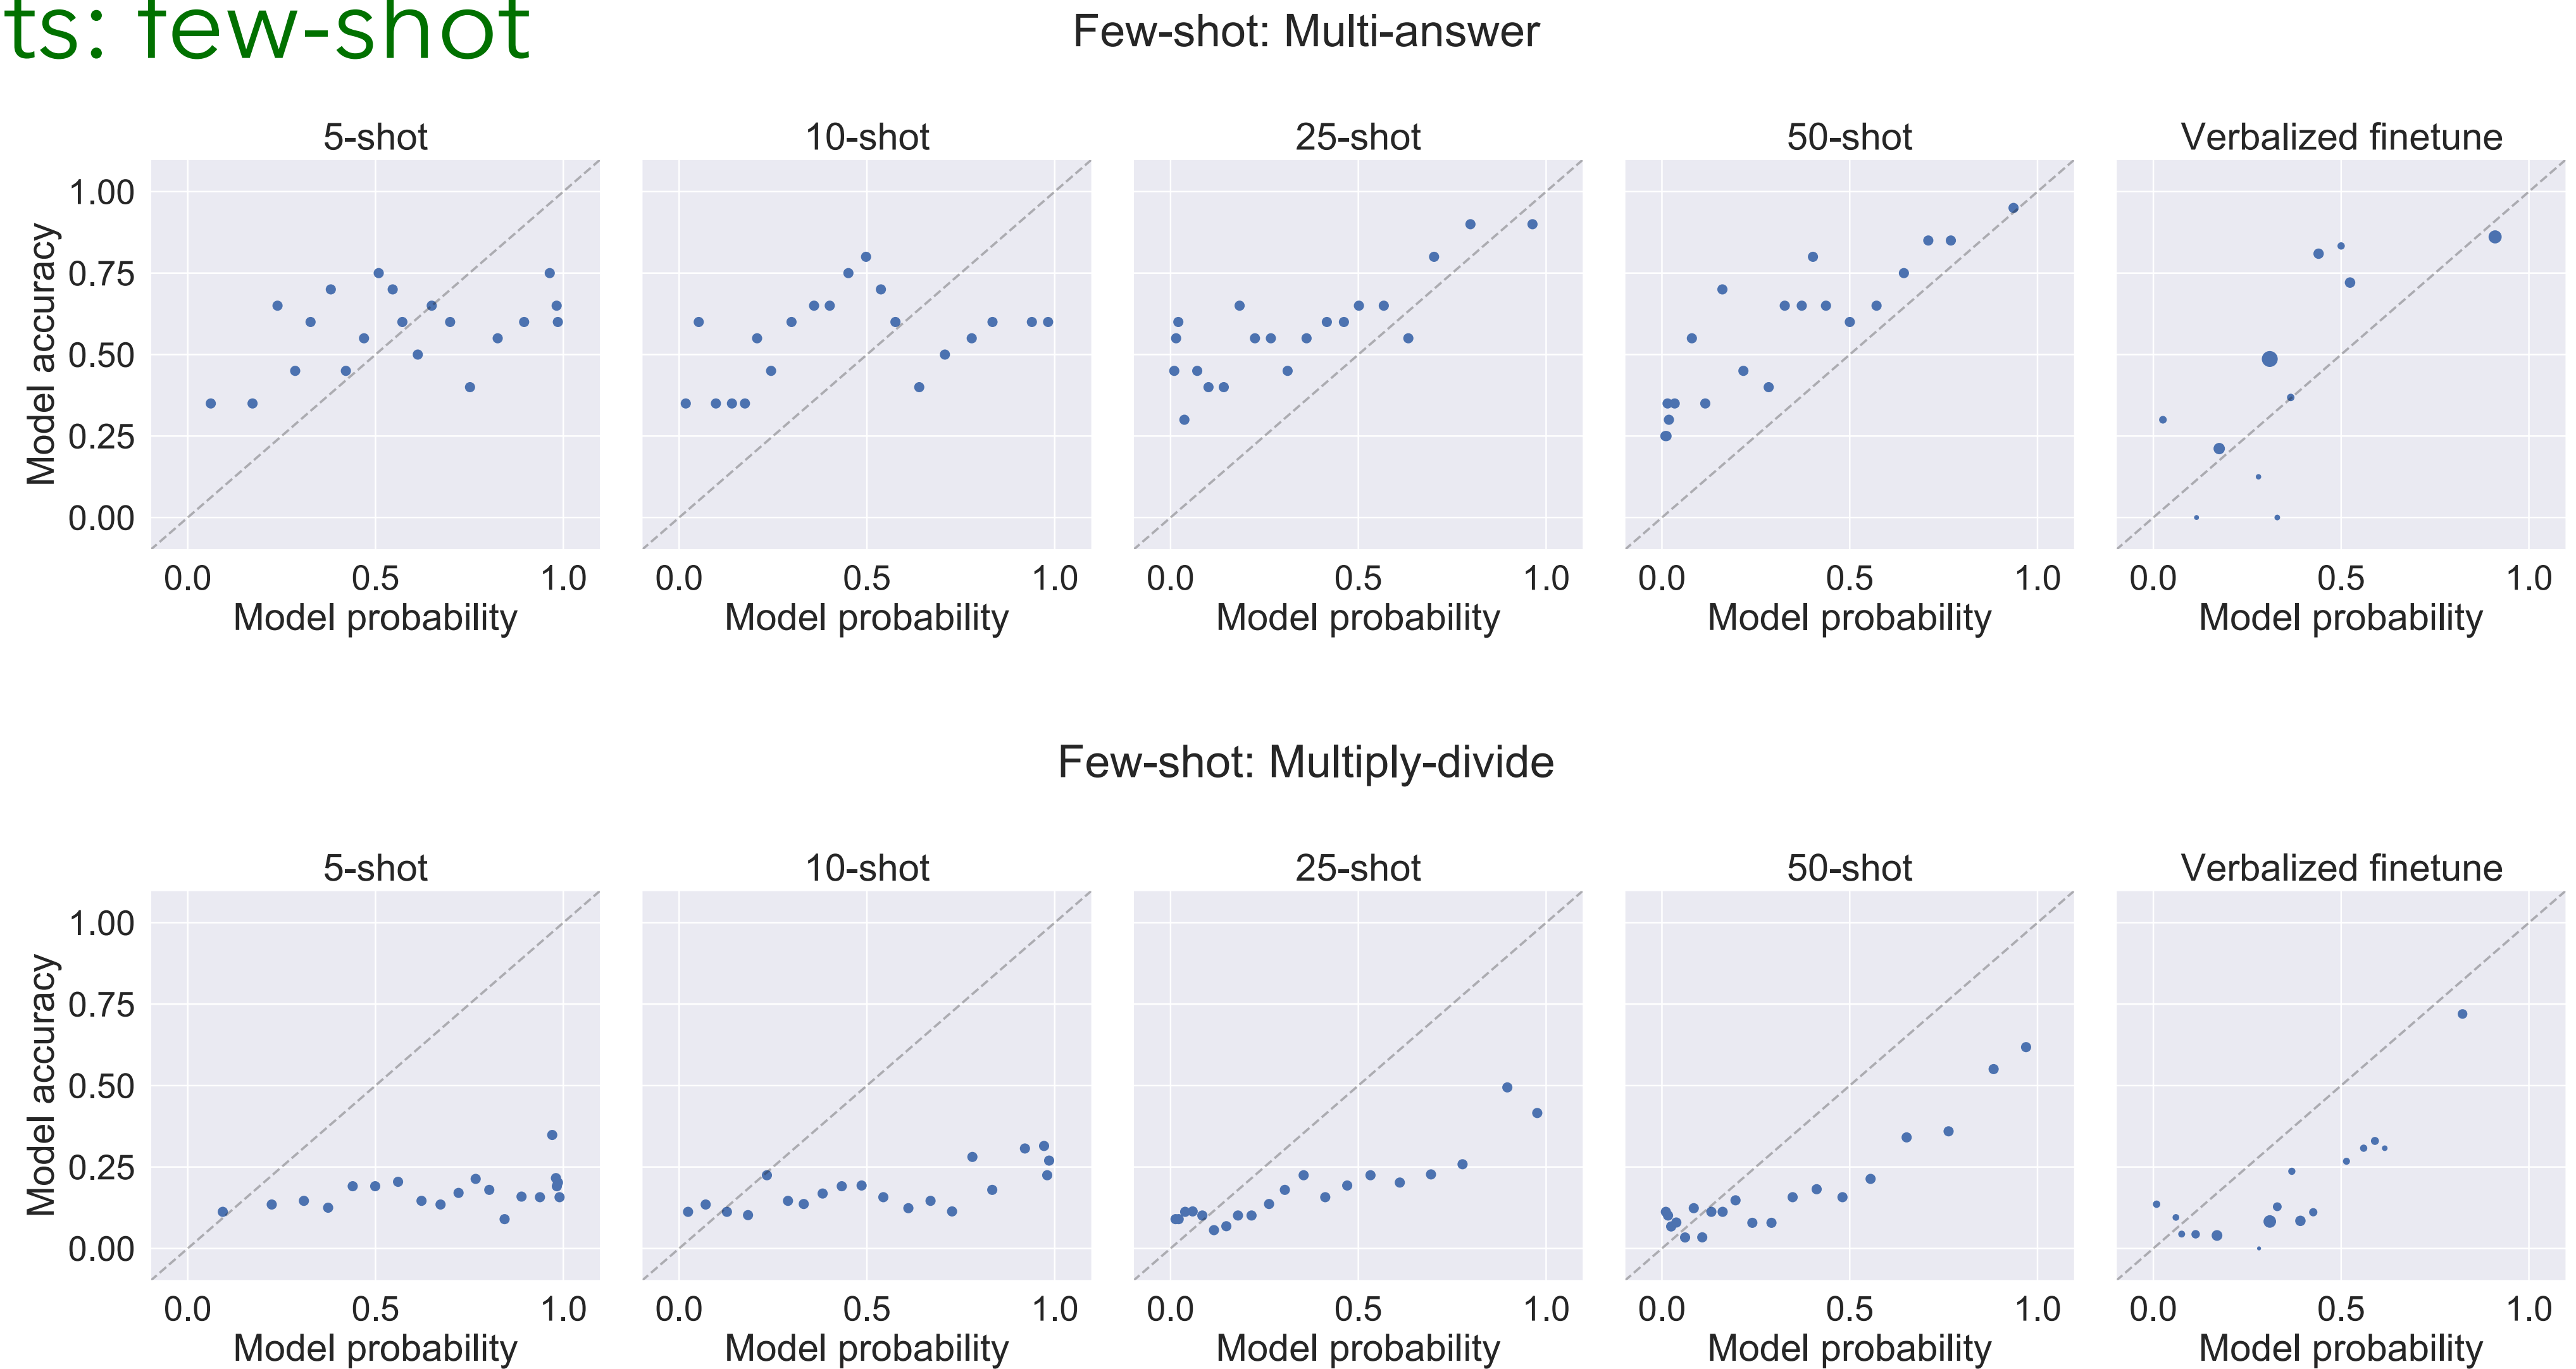 ts: few-shot
Few-shot: Multi-answer
5-shot
10-shot
25-shot
50-shot
Verbalized finetune
Model accuracy
1.00
0.75
0.50
0.25
0.00
0.0 0.5 1.0
0.0 0.5 1.0
0.0 0.5 1.0
0.0 0.5 1.0
0.0 0.5 1.0
Model probability
Model probability
Model probability
Model probability
Model probability
Few-shot: Multiply-divide
5-shot
10-shot
25-shot
50-shot
Verbalized finetune
Model accuracy
1.00
0.75
0.50
0.25
0.00
0.0 0.5 1.0
0.0 0.5 1.0
0.0 0.5 1.0
0.0 0.5 1.0
0.0 0.5 1.0
Model probability
Model probability
Model probability
Model probability
Model probability